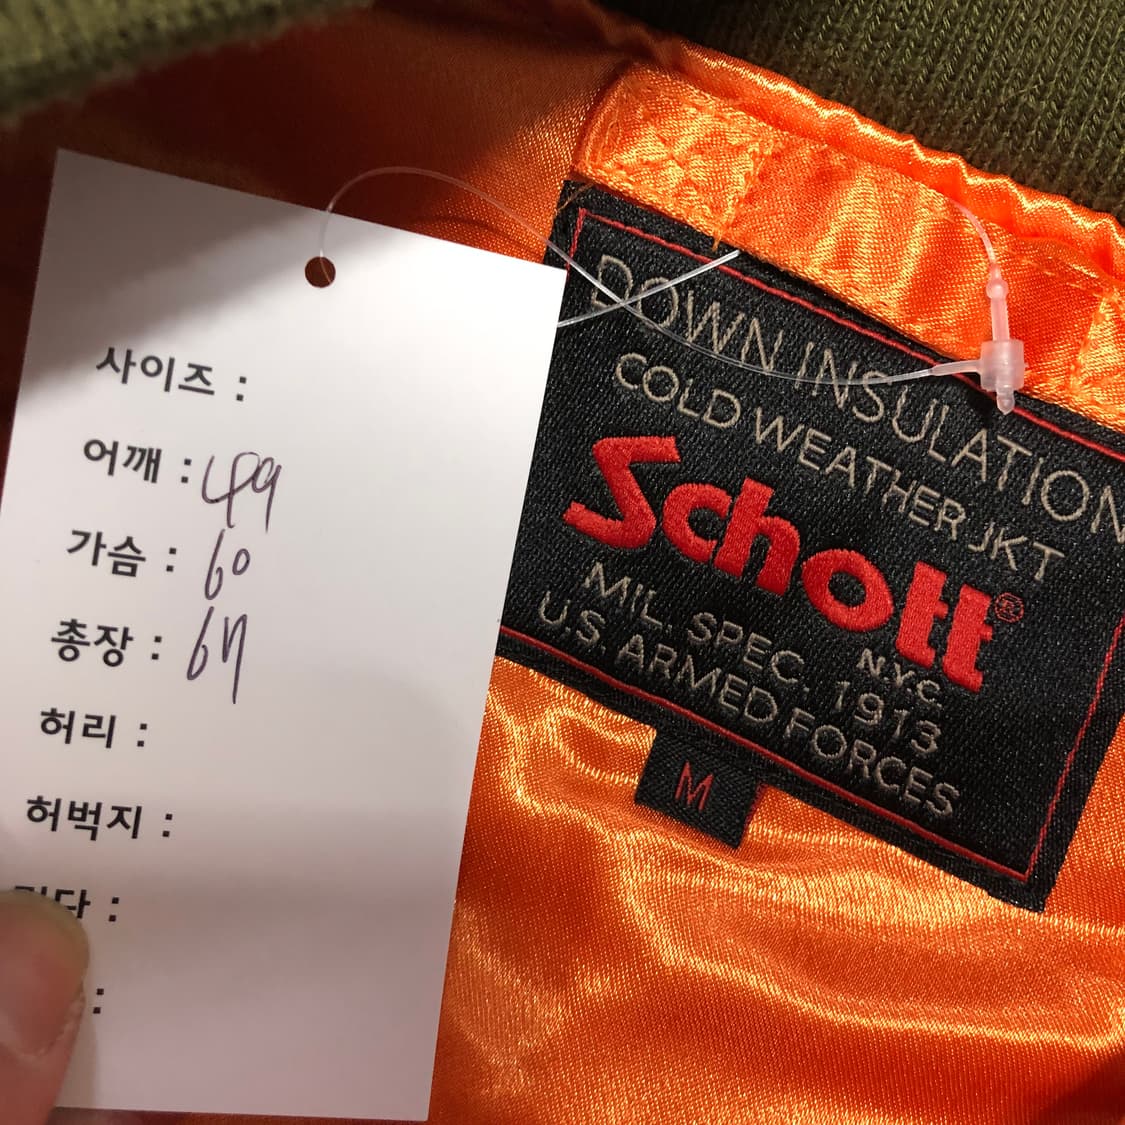 사이즈 :
어깨 : 49
가슴 : 60
총장 : 67
허리 :
허벅지 :
:
:
DOWN INSULATION
COLD WEATHER JKT
Schott®
N.Y.C.
MIL. SPEC. 1913
U.S. ARMED FORCES
M